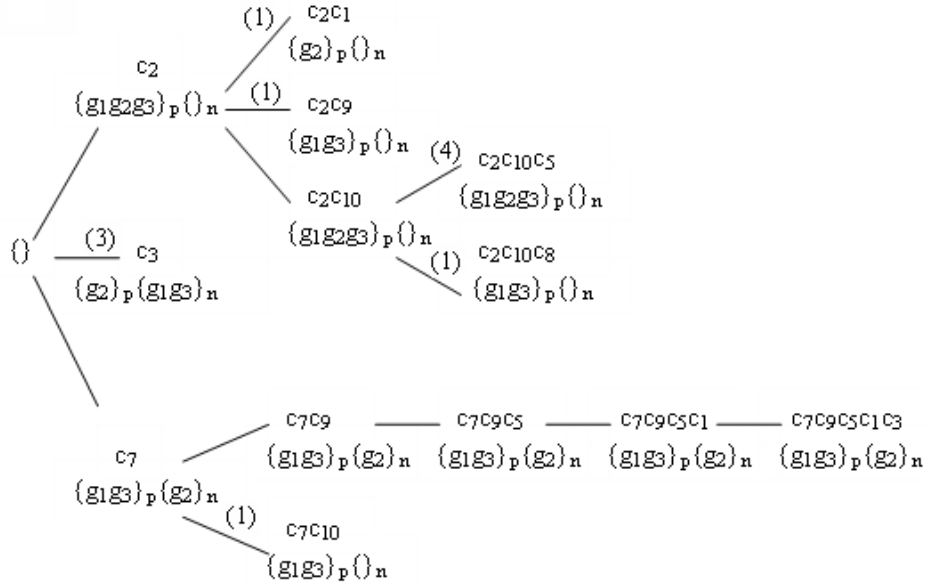 (1) c2c1
{g2}p{}n
c2
{g1g2g3}p{}n
(1) c2c9
{g1g3}p{}n
(4) c2c10c5
{g1g2g3}p{}n
c2c10
{g1g2g3}p{}n
(1) c2c10c8
{g1g3}p{}n
{}
(3) c3
{g2}p{g1g3}n
c7c9 c7c9c5 c7c9c5c1 c7c9c5c1c3
{g1g3}p{g2}n {g1g3}p{g2}n {g1g3}p{g2}n {g1g3}p{g2}n
c7
{g1g3}p{g2}n
(1) c7c10
{g1g3}p{}n